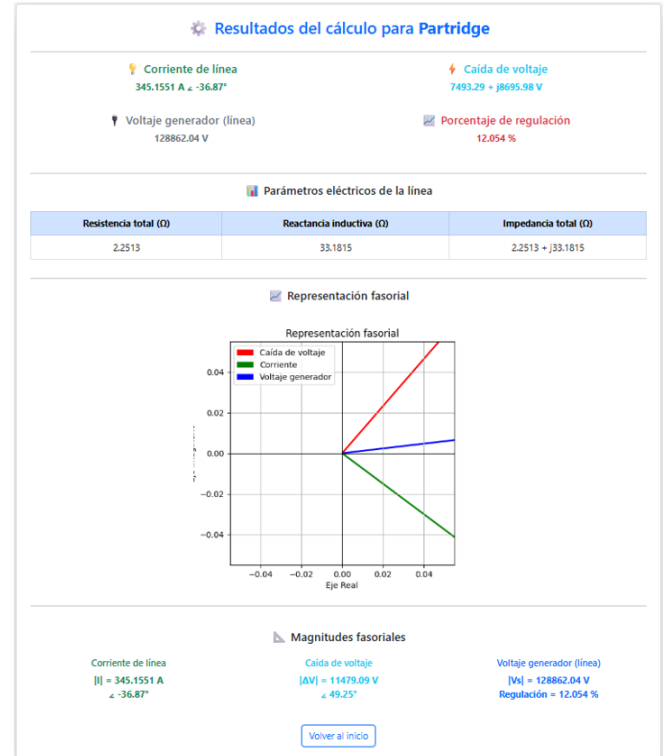 Resultados del cálculo para Partridge
Corriente de línea
345.1551 A ∠ -36.87°
Caída de voltaje
7493.29 + j8695.98 V
Voltaje generador (línea)
128862.04 V
Porcentaje de regulación
12.054 %
Parámetros eléctricos de la línea
Resistencia total (Ω) Reactancia inductiva (Ω) Impedancia total (Ω)
2.2513 33.1815 2.2513 + j33.1815
Representación fasorial
Representación fasorial
Caída de voltaje
Corriente
Voltaje generador
0.04
0.02
0.00
−0.02
−0.04
−0.04 −0.02 0.00 0.02 0.04
Eje Real
Magnitudes fasoriales
Corriente de línea
|I| = 345.1551 A
∠ -36.87°
Caída de voltaje
|ΔV| = 11479.09 V
∠ 49.25°
Voltaje generador (línea)
|Vs| = 128862.04 V
Regulación = 12.054 %
Volver al inicio